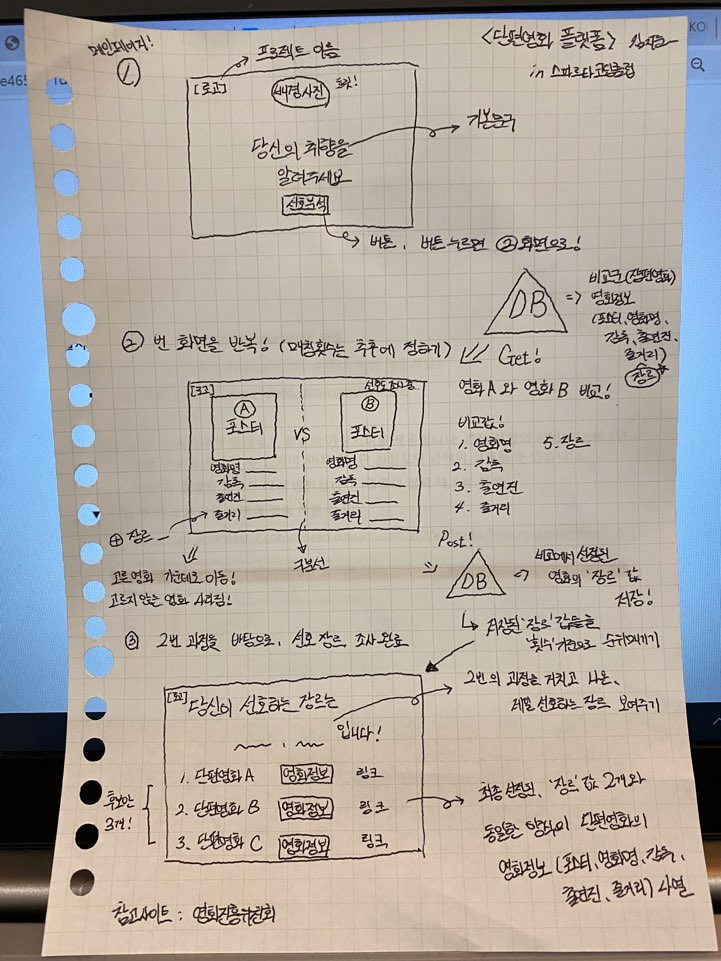 메인페이지!
①
프로젝트 이름
<단편영화 플랫폼>
in 스파르타코딩클럽
[로고]
배경사진
당신의 취향을
알려주세요
선호분석
기본문구
버튼, 버튼 누르면 ② 화면으로!
DB
비교군 (장편영화)
영화정보
(포스터, 영화명,
감독, 출연진,
줄거리)
장르
② 번 화면을 반복! (매칭횟수는 추후에 정하기)
Get!
영화 A 와 영화 B 비교!
비교값!
1. 영화명
2. 감독
3. 출연진
4. 줄거리
5. 장르
[로고]
A
포스터
영화명
감독
출연진
줄거리
VS
B
포스터
영화명
감독
출연진
줄거리
⊕ 장르
고른 영화 가운데로 이동!
고르지 않는 영화 사라짐!
구분선
Post!
DB
비교에서 선정된
영화의 '장르' 값
저장!
저장된 '장르' 값들을
'횟수' 기준으로 순위매기기
③ 2번 과정을 바탕으로, 선호 장르 조사 완료
[로고]
당신이 선호하는 장르는
입니다!
2번의 과정을 거치고 나온,
제일 선호하는 장르 보여주기
후보안
3개!
1. 단편영화 A 영화정보 링크
2. 단편영화 B 영화정보 링크
3. 단편영화 C 영화정보 링크
최종 선정된, '장르' 값 2개와
동일한 단편영화의
영화정보 (포스터, 영화명, 감독,
출연진, 줄거리) 나열
참고사이트 : 영화진흥위원회
KO
e465